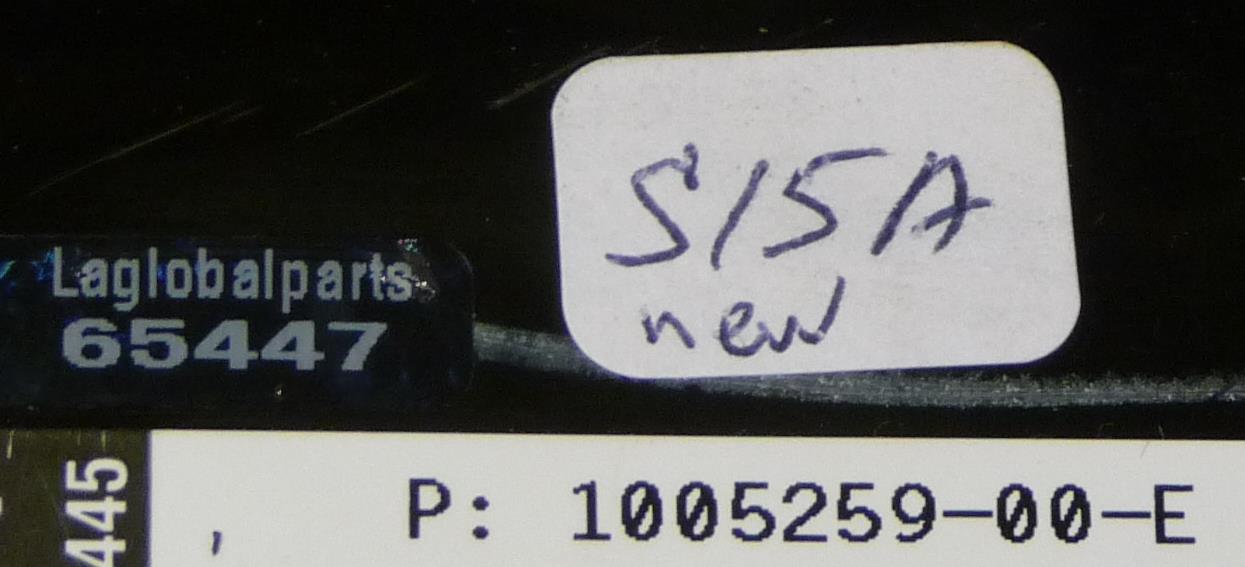 S15A
new
Laglobalparts
65447
445
, P: 1005259-00-E